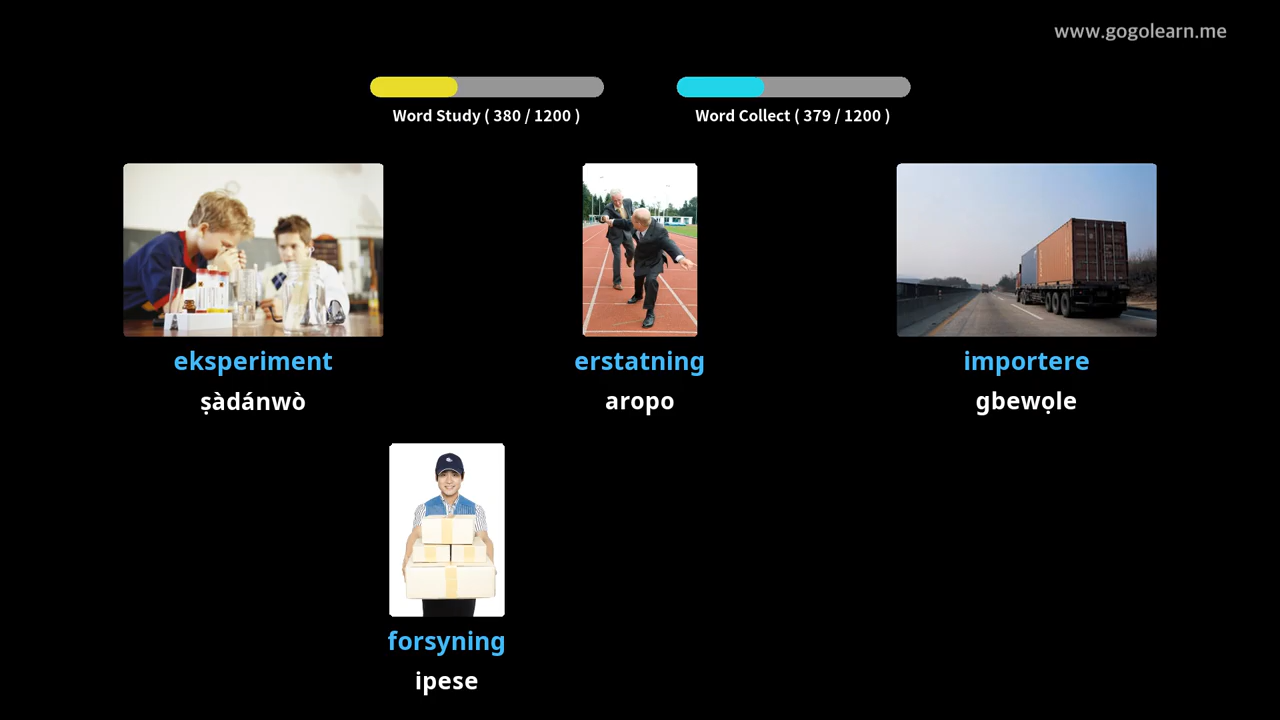 www.gogolearn.me
Word Study ( 380 / 1200 )
Word Collect ( 379 / 1200 )
eksperiment
ṣàdánwò
erstatning
aropo
importere
gbewọle
forsyning
ipese